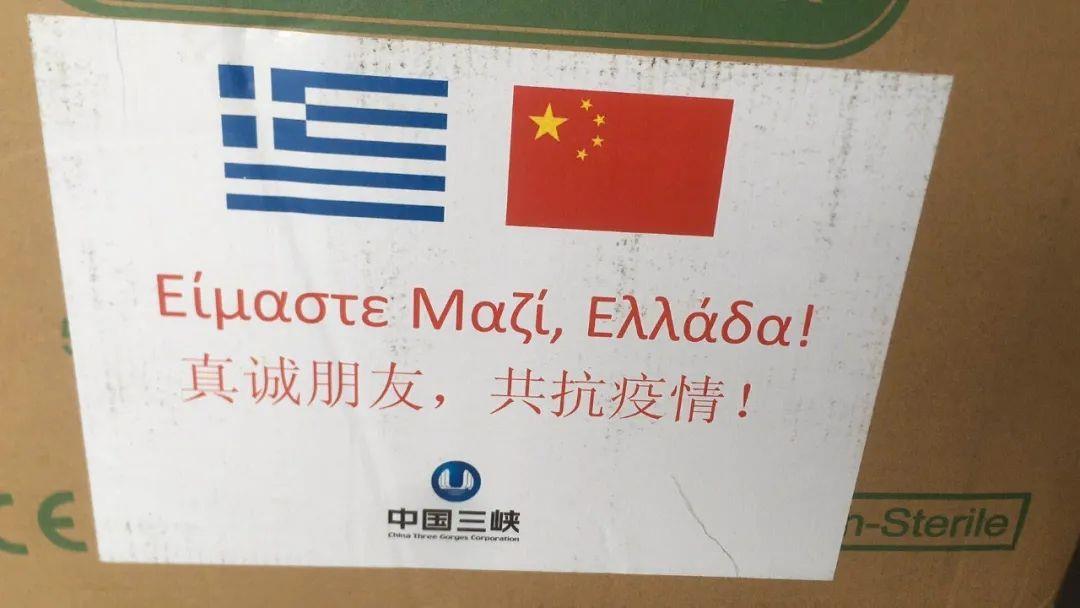 Είμαστε Μαζί, Ελλάδα!
真诚朋友，共抗疫情！
中国三峡
China Three Gorges Corporation
CE
n-Sterile